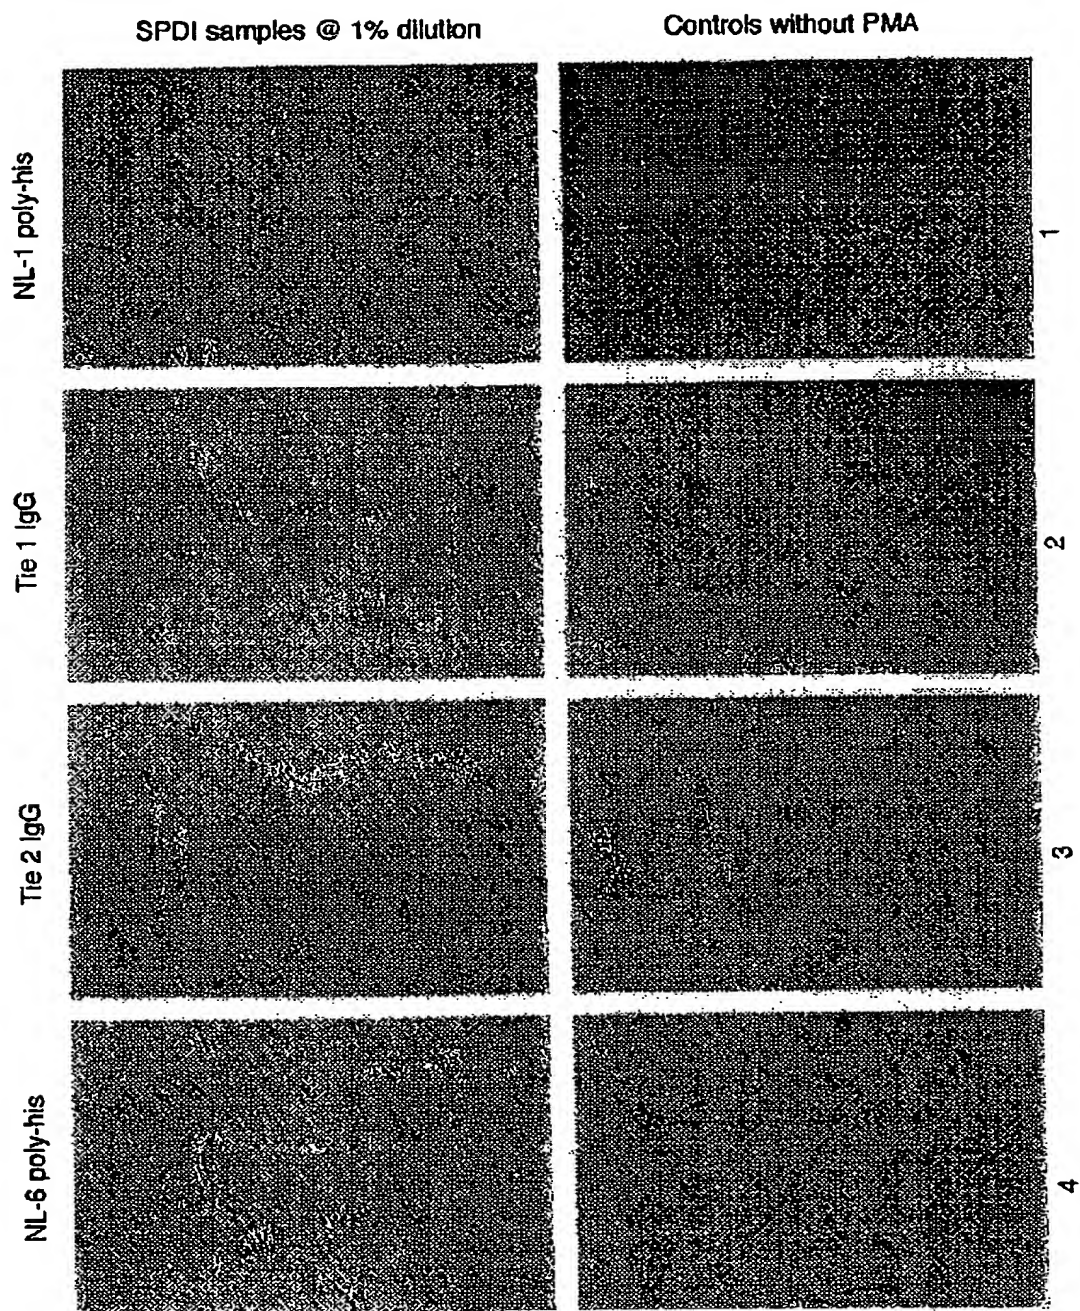 SPDI samples @ 1% dilution
Controls without PMA
NL-1 poly-his
1
Tie 1 IgG
2
Tie 2 IgG
3
NL-6 poly-his
4